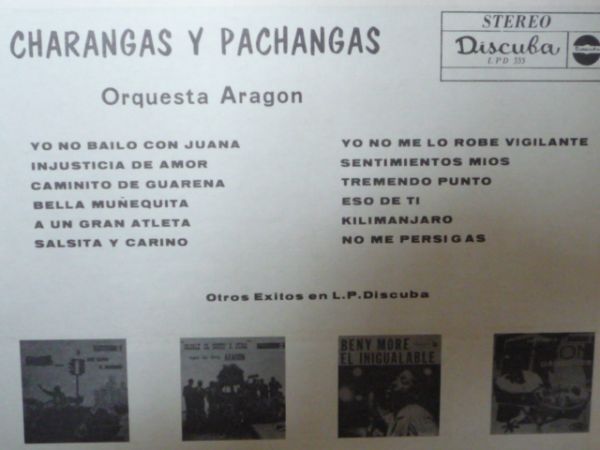 CHARANGAS Y PACHANGAS
STEREO
Discuba
LPD 555
Orquesta Aragon
YO NO BAILO CON JUANA
INJUSTICIA DE AMOR
CAMINITO DE GUARENA
BELLA MUÑEQUITA
A UN GRAN ATLETA
SALSITA Y CARINO
YO NO ME LO ROBE VIGILANTE
SENTIMIENTOS MIOS
TREMENDO PUNTO
ESO DE TI
KILIMANJARO
NO ME PERSIGAS
Otros Exitos en L.P. Discuba
ARAGON
BENY MORE
EL INIGUALABLE